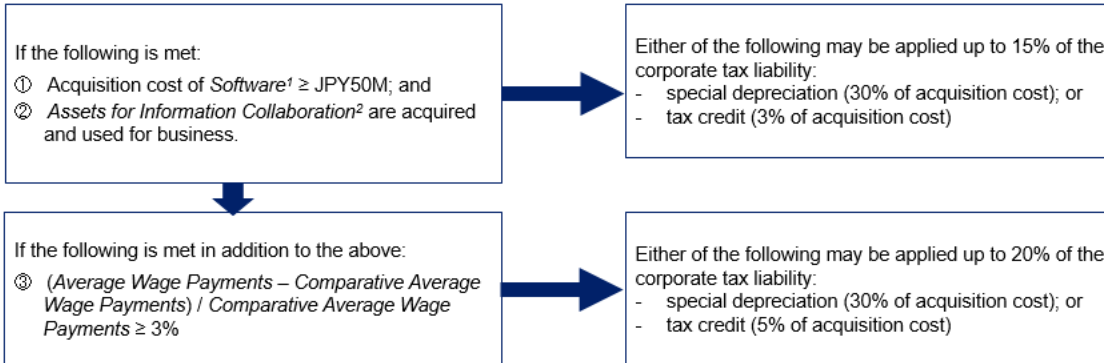 If the following is met:
① Acquisition cost of Software¹ ≥ JPY50M; and
② Assets for Information Collaboration² are acquired
and used for business.
Either of the following may be applied up to 15% of the
corporate tax liability:
- special depreciation (30% of acquisition cost); or
- tax credit (3% of acquisition cost)
If the following is met in addition to the above:
③ (Average Wage Payments – Comparative Average
Wage Payments) / Comparative Average Wage
Payments ≥ 3%
Either of the following may be applied up to 20% of the
corporate tax liability:
- special depreciation (30% of acquisition cost); or
- tax credit (5% of acquisition cost)